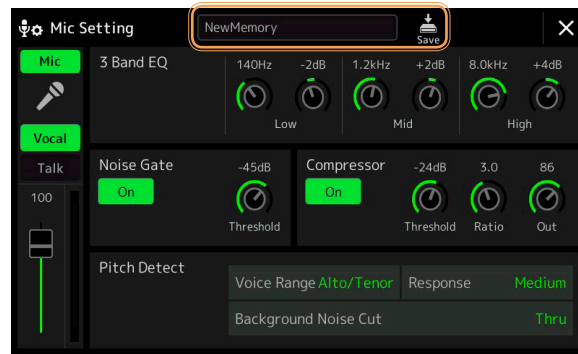 Mic Setting
NewMemory
Save
Mic
Vocal
Talk
100
3 Band EQ
140Hz -2dB 1.2kHz +2dB 8.0kHz +4dB
Low Mid High
Noise Gate
On
-45dB
Threshold
Compressor
On
-24dB 3.0 86
Threshold Ratio Out
Pitch Detect
Voice Range Alto/Tenor Response Medium
Background Noise Cut Thru